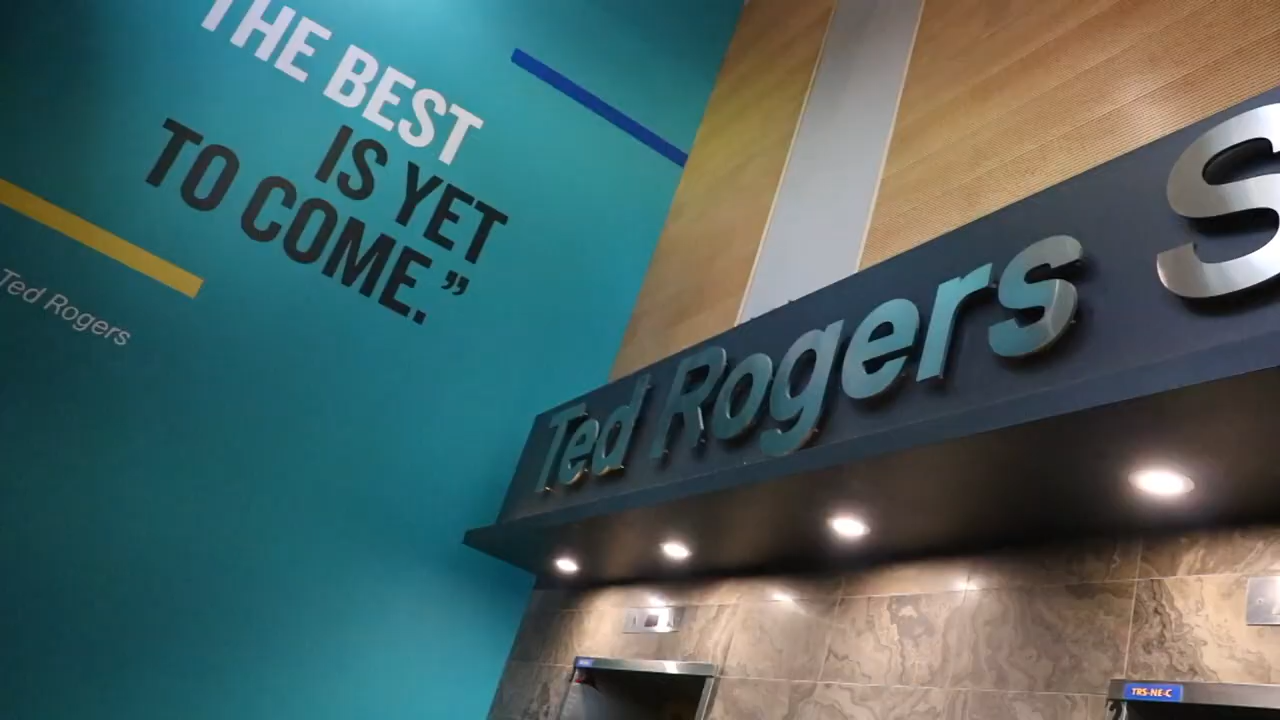 THE BEST
IS YET
TO COME.”
Ted Rogers
Ted Rogers S
TRS-NE-C